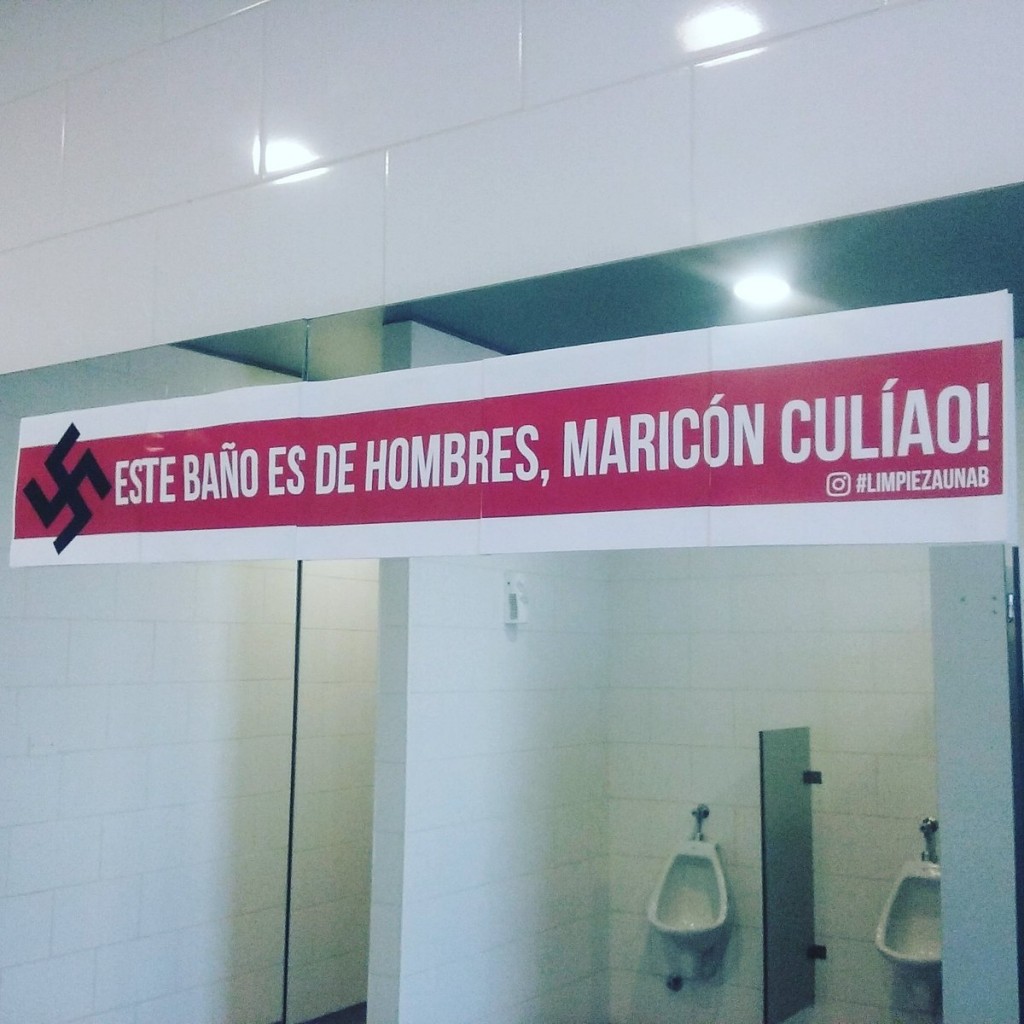 ESTE BAÑO ES DE HOMBRES, MARICÓN CULÍAO!
#LIMPIEZAUNAB